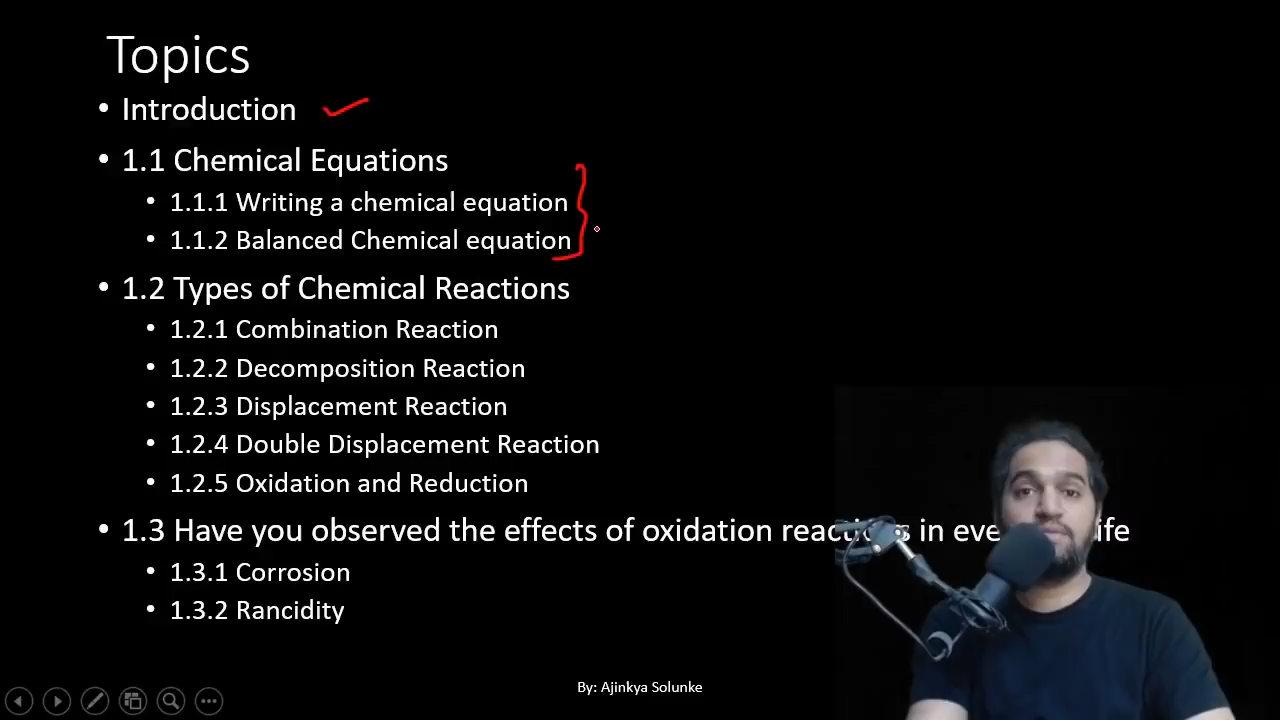 Topics
• Introduction
• 1.1 Chemical Equations
• 1.1.1 Writing a chemical equation
• 1.1.2 Balanced Chemical equation
• 1.2 Types of Chemical Reactions
• 1.2.1 Combination Reaction
• 1.2.2 Decomposition Reaction
• 1.2.3 Displacement Reaction
• 1.2.4 Double Displacement Reaction
• 1.2.5 Oxidation and Reduction
• 1.3 Have you observed the effects of oxidation reactions in
• 1.3.1 Corrosion
• 1.3.2 Rancidity
By: Ajinkya Solunke